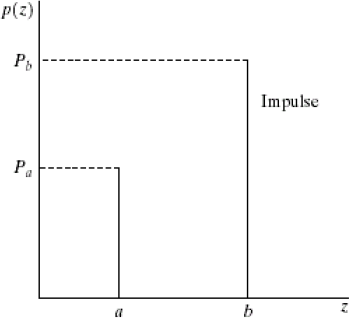 p(z)
P_b
Impulse
P_a
a
b
z